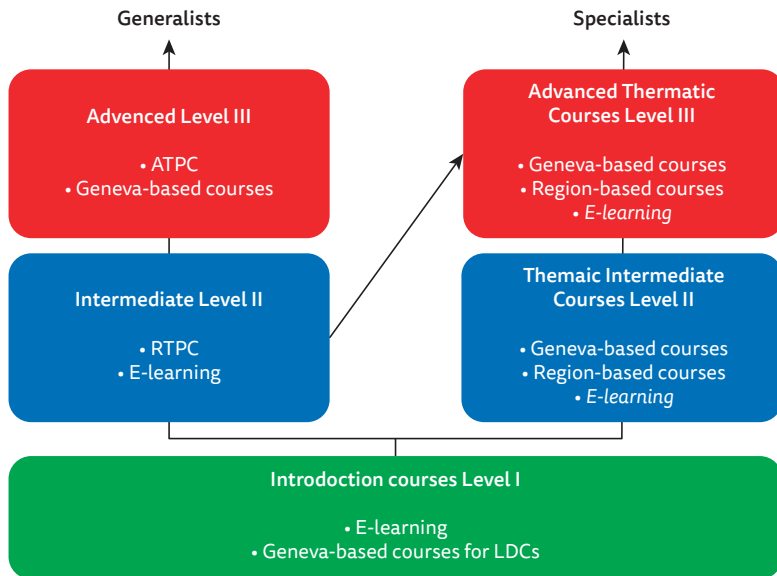 Generalists
Specialists
Advenced Level III
• ATPC
• Geneva-based courses
Advanced Thermatic
Courses Level III
• Geneva-based courses
• Region-based courses
• E-learning
Intermediate Level II
• RTPC
• E-learning
Themaic Intermediate
Courses Level II
• Geneva-based courses
• Region-based courses
• E-learning
Introdoction courses Level I
• E-learning
• Geneva-based courses for LDCs